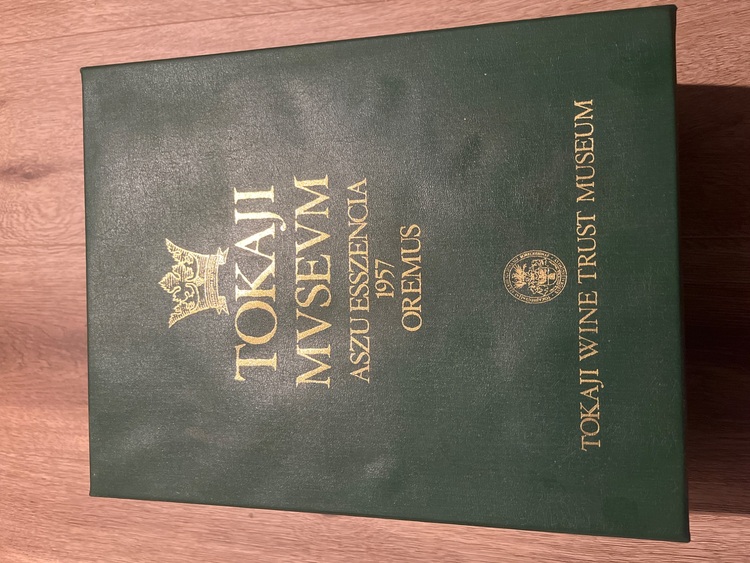 TOKAJI
MVSEVM
ASZU ESSZENCIA
1957
OREMUS
TOKAJI WINE TRUST MUSEUM